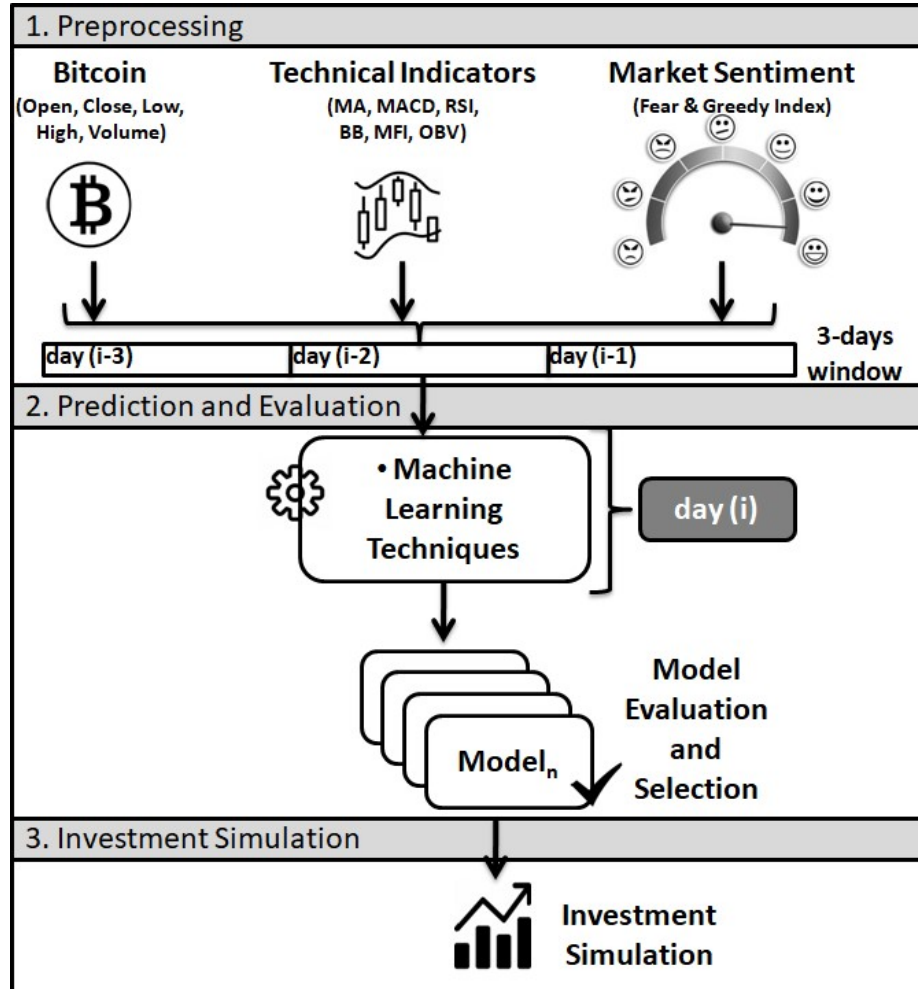 1. Preprocessing
Bitcoin
(Open, Close, Low,
High, Volume)
Technical Indicators
(MA, MACD, RSI,
BB, MFI, OBV)
Market Sentiment
(Fear & Greedy Index)
day (i-3)
day (i-2)
day (i-1)
3-days
window
2. Prediction and Evaluation
• Machine
Learning
Techniques
day (i)
Model
Evaluation
and
Selection
Modelₙ
3. Investment Simulation
Investment
Simulation